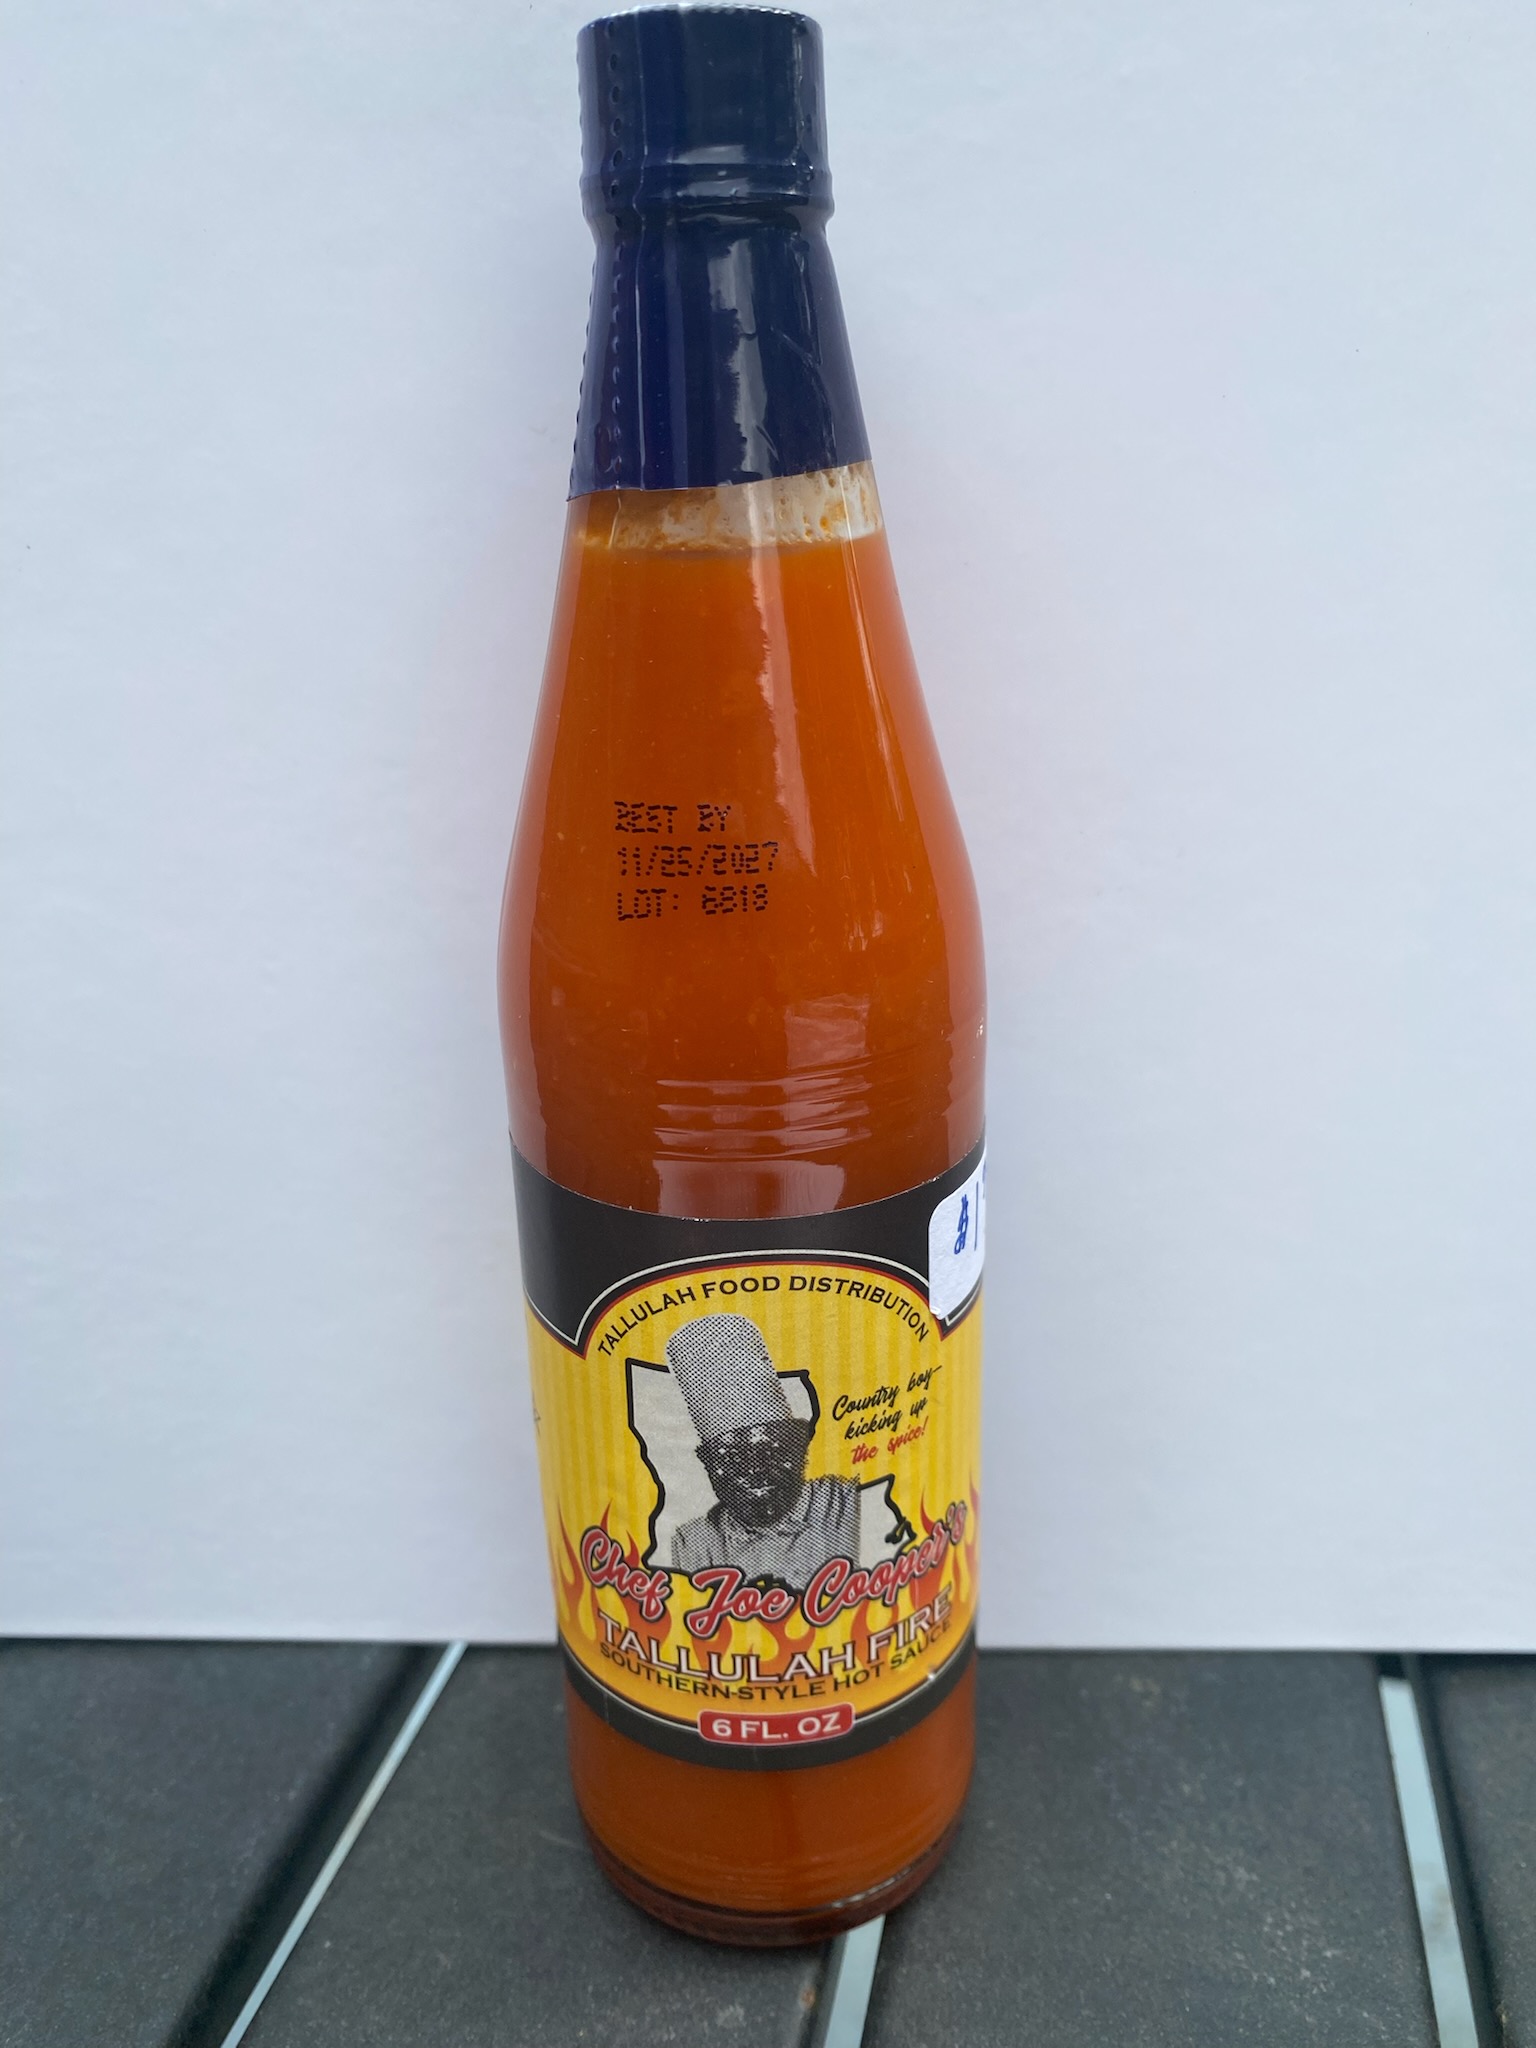 BEST BY
11/25/2027
LOT: 6818
TALLULAH FOOD DISTRIBUTION
Country boy—
kicking up
the spice!
Chef Joe Cooper's
TALLULAH FIRE
SOUTHERN-STYLE HOT SAUCE
6 FL. OZ